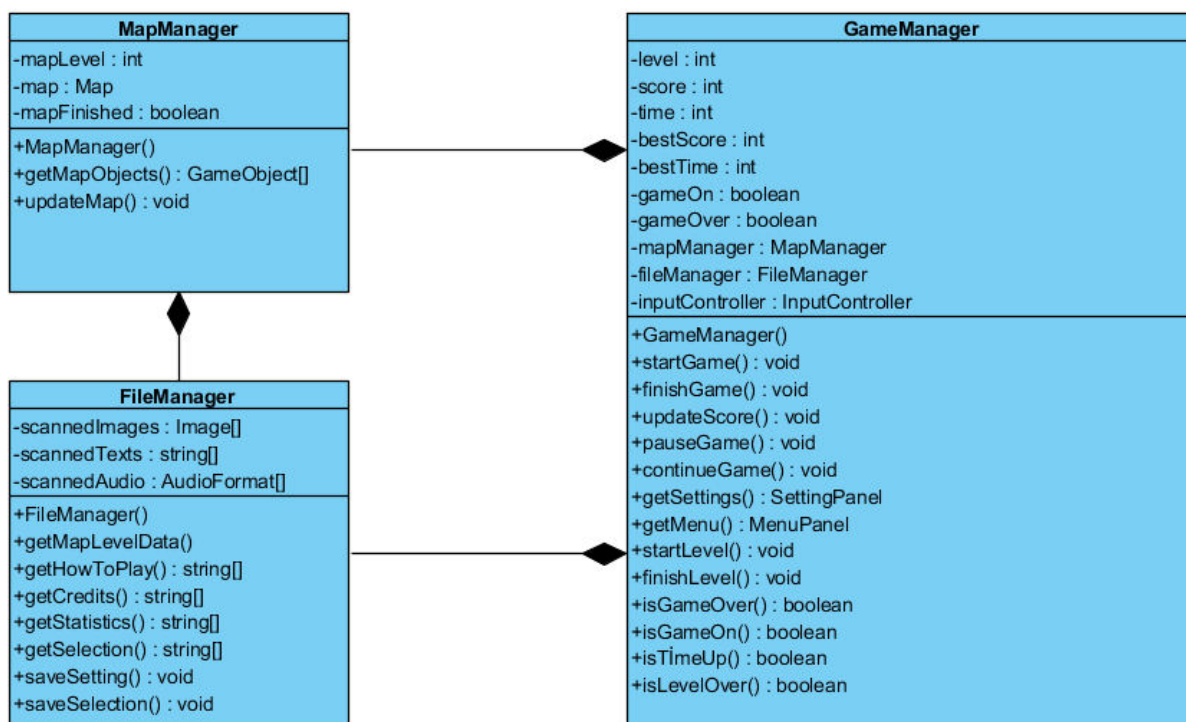 MapManager
-mapLevel : int
-map : Map
-mapFinished : boolean
+MapManager()
+getMapObjects() : GameObject[]
+updateMap() : void
FileManager
-scannedImages : Image[]
-scannedTexts : string[]
-scannedAudio : AudioFormat[]
+FileManager()
+getMapLevelData()
+getHowToPlay() : string[]
+getCredits() : string[]
+getStatistics() : string[]
+getSelection() : string[]
+saveSetting() : void
+saveSelection() : void
GameManager
-level : int
-score : int
-time : int
-bestScore : int
-bestTime : int
-gameOn : boolean
-gameOver : boolean
-mapManager : MapManager
-fileManager : FileManager
-inputController : InputController
+GameManager()
+startGame() : void
+finishGame() : void
+updateScore() : void
+pauseGame() : void
+continueGame() : void
+getSettings() : SettingPanel
+getMenu() : MenuPanel
+startLevel() : void
+finishLevel() : void
+isGameOver() : boolean
+isGameOn() : boolean
+isTİmeUp() : boolean
+isLevelOver() : boolean